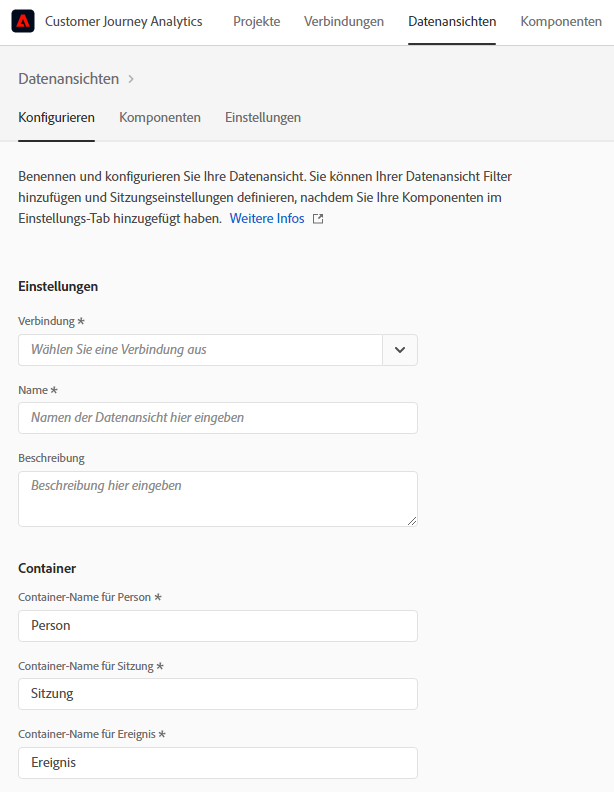 Customer Journey Analytics Projekte Verbindungen Datenansichten Komponenten
Datenansichten >
Konfigurieren Komponenten Einstellungen
Benennen und konfigurieren Sie Ihre Datenansicht. Sie können Ihrer Datenansicht Filter
hinzufügen und Sitzungseinstellungen definieren, nachdem Sie Ihre Komponenten im
Einstellungs-Tab hinzugefügt haben. Weitere Infos
Einstellungen
Verbindung *
Wählen Sie eine Verbindung aus
Name *
Namen der Datenansicht hier eingeben
Beschreibung
Beschreibung hier eingeben
Container
Container-Name für Person *
Person
Container-Name für Sitzung *
Sitzung
Container-Name für Ereignis *
Ereignis